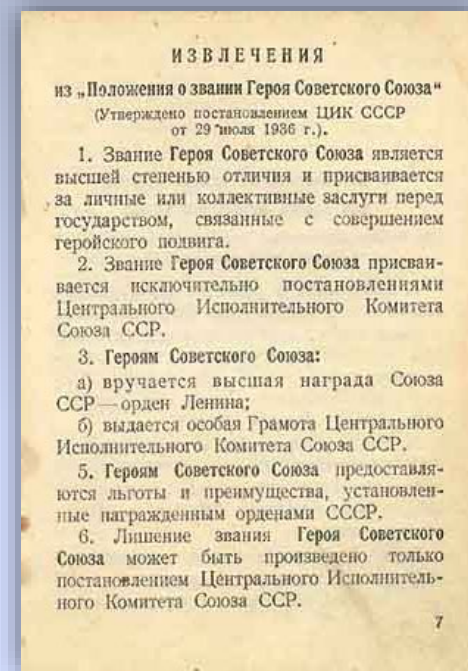 ИЗВЛЕЧЕНИЯ
из „Положения о звании Героя Советского Союза“
(Утверждено постановлением ЦИК СССР
от 29 июля 1936 г.).
1. Звание Героя Советского Союза является
высшей степенью отличия и присваивается
за личные или коллективные заслуги перед
государством, связанные с совершением
геройского подвига.
2. Звание Героя Советского Союза присваи-
вается исключительно постановлениями
Центрального Исполнительного Комитета
Союза ССР.
3. Героям Советского Союза:
а) вручается высшая награда Союза
ССР — орден Ленина;
б) выдается особая Грамота Центрального
Исполнительного Комитета Союза ССР.
5. Героям Советского Союза предоставля-
ются льготы и преимущества, установлен-
ные награжденным орденами СССР.
6. Лишение звания Героя Советского
Союза может быть произведено только
постановлением Центрального Исполнитель-
ного Комитета Союза ССР.
7